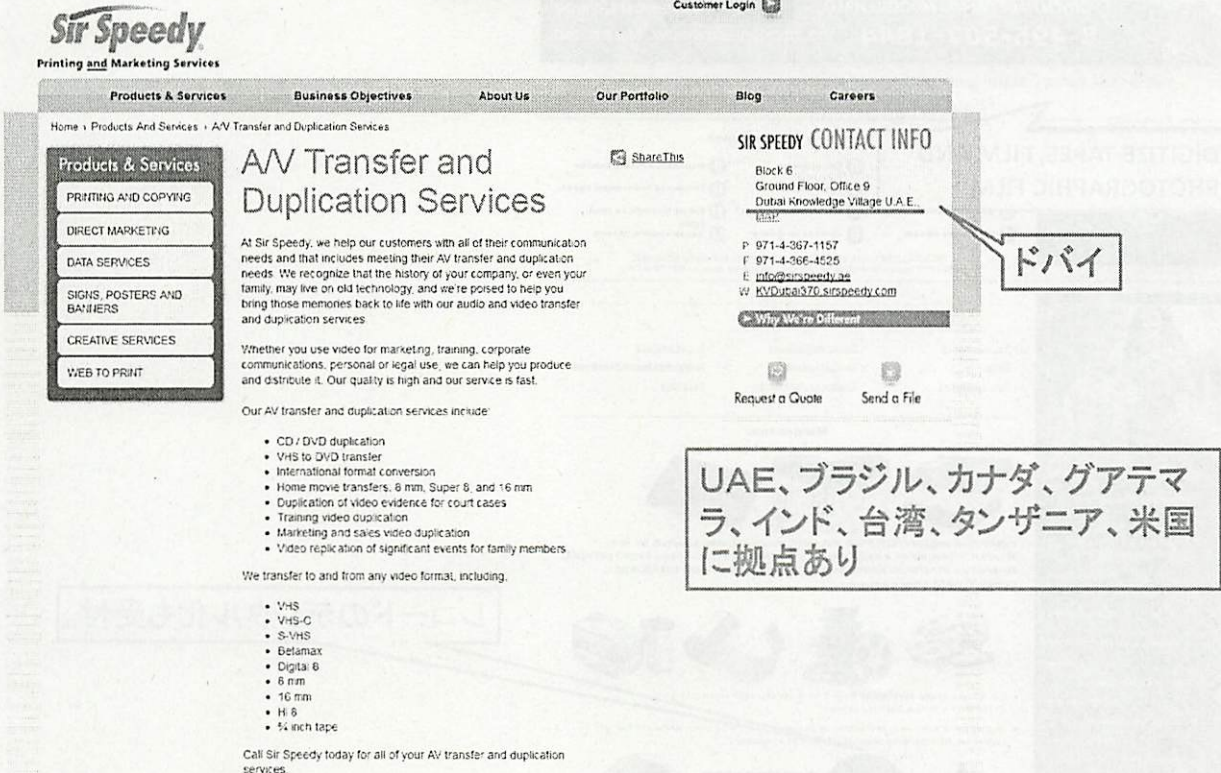 Customer Login
Sir Speedy
Printing and Marketing Services
Products & Services
Business Objectives
About Us
Our Portfolio
Blog
Careers
Home › Products And Services › A/V Transfer and Duplication Services
Products & Services
PRINTING AND COPYING
DIRECT MARKETING
DATA SERVICES
SIGNS, POSTERS AND
BANNERS
CREATIVE SERVICES
WEB TO PRINT
A/V Transfer and
Duplication Services
ShareThis
At Sir Speedy, we help our customers with all of their communication
needs and that includes meeting their AV transfer and duplication
needs. We recognize that the history of your company, or even your
family, may live on old technology, and we're poised to help you
bring those memories back to life with our audio and video transfer
and duplication services.
Whether you use video for marketing, training, corporate
communications, personal or legal use, we can help you produce
and distribute it. Our quality is high and our service is fast.
Our AV transfer and duplication services include:
• CD / DVD duplication
• VHS to DVD transfer
• International format conversion
• Home movie transfers, 8 mm, Super 8, and 16 mm
• Duplication of video evidence for court cases
• Training video duplication
• Marketing and sales video duplication
• Video replication of significant events for family members
We transfer to and from any video format, including:
• VHS
• VHS-C
• S-VHS
• Betamax
• Digital 8
• 8 mm
• 16 mm
• Hi 8
• ¾ inch tape
Call Sir Speedy today for all of your AV transfer and duplication
services.
SIR SPEEDY CONTACT INFO
Block 6
Ground Floor, Office 9
Dubai Knowledge Village U.A.E.,
MAP
P 971-4-367-1157
F 971-4-366-4525
E info@sirspeedy.ae
W KVDubai370.sirspeedy.com
Why We're Different
Request a Quote
Send a File
ドバイ
UAE、ブラジル、カナダ、グアテマ
ラ、インド、台湾、タンザニア、米国
に拠点あり